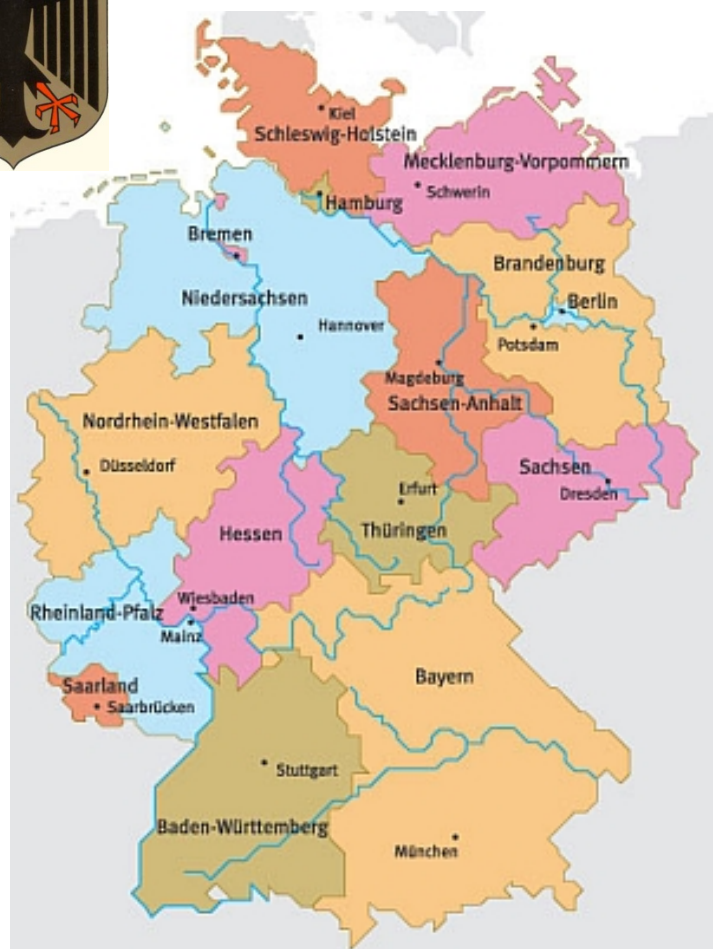 Kiel
Schleswig-Holstein
Mecklenburg-Vorpommern
Schwerin
Hamburg
Bremen
Brandenburg
Niedersachsen
Berlin
Hannover
Potsdam
Magdeburg
Sachsen-Anhalt
Nordrhein-Westfalen
Düsseldorf
Sachsen
Erfurt
Dresden
Thüringen
Hessen
Wiesbaden
Rheinland-Pfalz
Mainz
Bayern
Saarland
Saarbrücken
Stuttgart
Baden-Württemberg
München